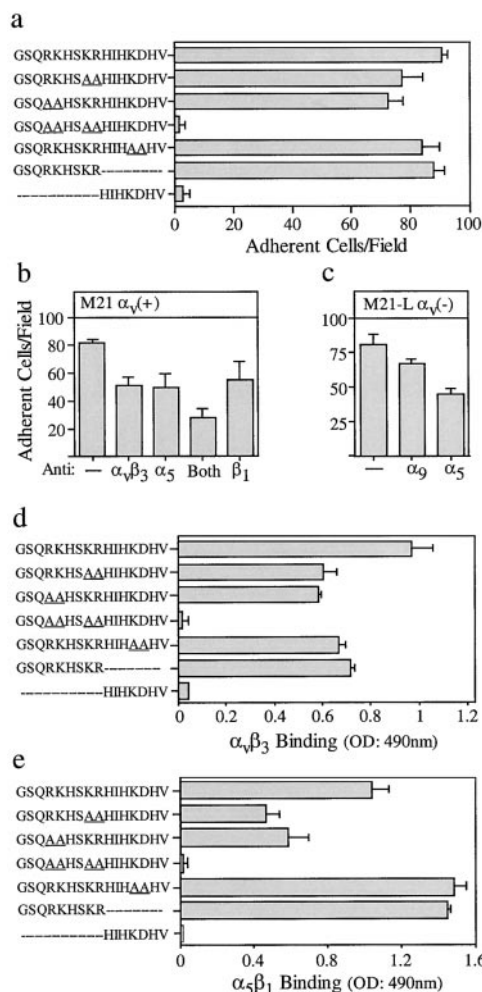 a
GSQRKHSKRHIHKDHV
GSQRKHSAAHIHKDHV
GSQAAHSKRHIHKDHV
GSQAAHSAAHIHKDHV
GSQRKHSKRHIHAAHV
GSQRKHSKR---------
----------HIHKDHV
0 20 40 60 80 100
Adherent Cells/Field
b
M21 αv(+)
Adherent Cells/Field
100
80
60
40
20
Anti: — αvβ3 α5 Both β1
c
M21-L αv(-)
100
75
50
25
— α9 α5
d
GSQRKHSKRHIHKDHV
GSQRKHSAAHIHKDHV
GSQAAHSKRHIHKDHV
GSQAAHSAAHIHKDHV
GSQRKHSKRHIHAAHV
GSQRKHSKR---------
----------HIHKDHV
0 0.2 0.4 0.6 0.8 1 1.2
αvβ3 Binding (OD: 490nm)
e
GSQRKHSKRHIHKDHV
GSQRKHSAAHIHKDHV
GSQAAHSKRHIHKDHV
GSQAAHSAAHIHKDHV
GSQRKHSKRHIHAAHV
GSQRKHSKR---------
----------HIHKDHV
0 0.4 0.8 1.2 1.6
α5β1 Binding (OD: 490nm)